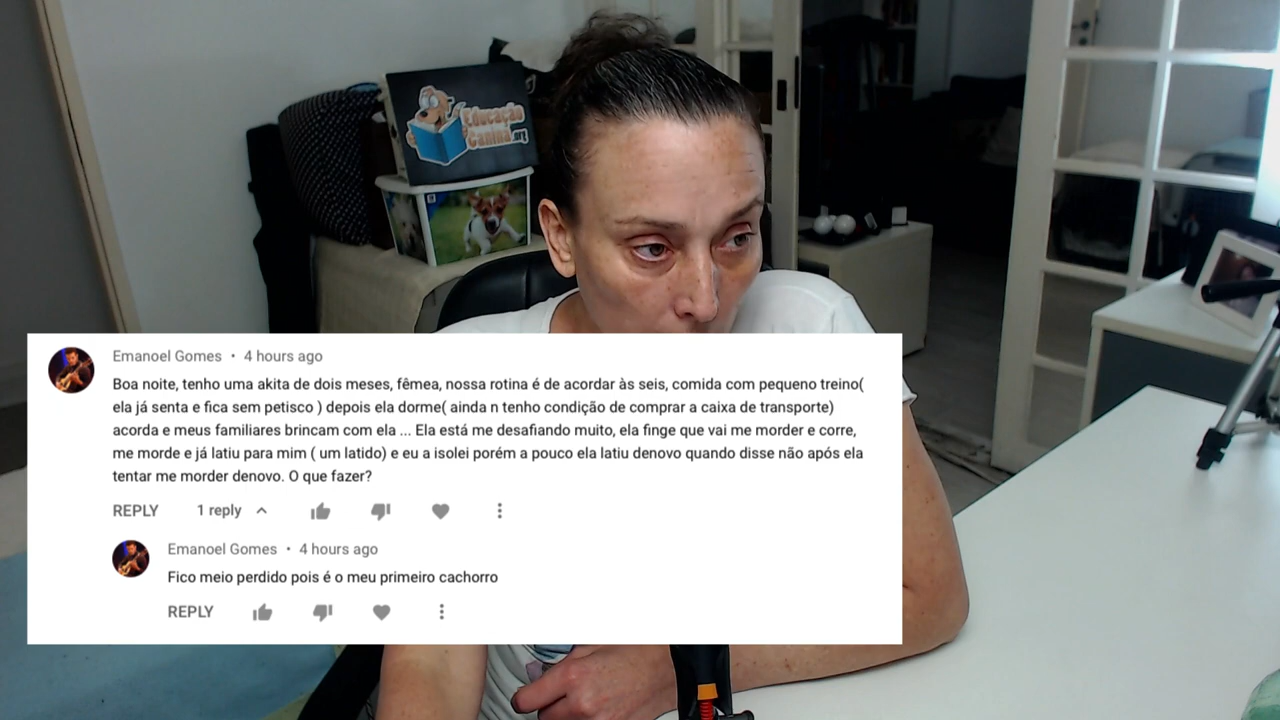 Educação
Canina.org
Emanoel Gomes • 4 hours ago
Boa noite, tenho uma akita de dois meses, fêmea, nossa rotina é de acordar às seis, comida com pequeno treino(
ela já senta e fica sem petisco ) depois ela dorme( ainda n tenho condição de comprar a caixa de transporte)
acorda e meus familiares brincam com ela ... Ela está me desafiando muito, ela finge que vai me morder e corre,
me morde e já latiu para mim ( um latido) e eu a isolei porém a pouco ela latiu denovo quando disse não após ela
tentar me morder denovo. O que fazer?
REPLY 1 reply
Emanoel Gomes • 4 hours ago
Fico meio perdido pois é o meu primeiro cachorro
REPLY